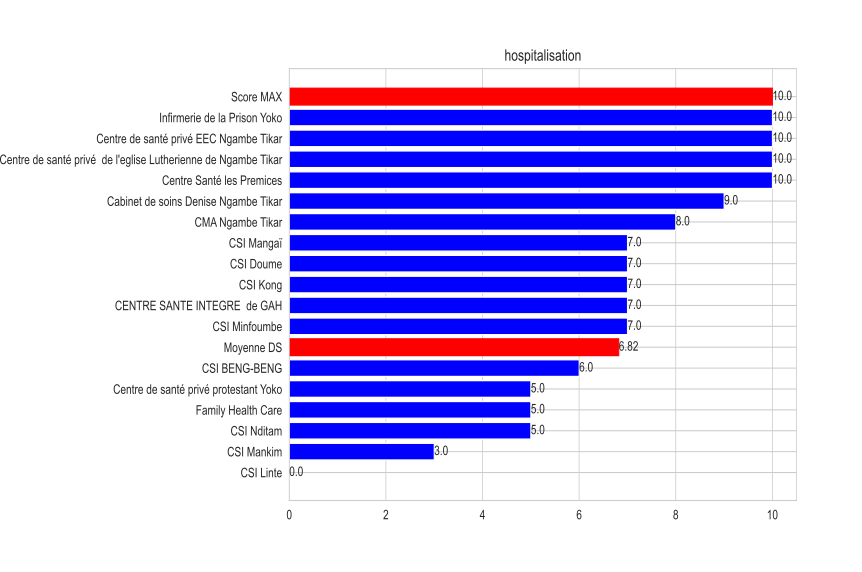 hospitalisation
Score MAX 10.0
Infirmerie de la Prison Yoko 10.0
Centre de santé privé EEC Ngambe Tikar 10.0
Centre de santé privé  de l'eglise Lutherienne de Ngambe Tikar 10.0
Centre Santé les Premices 10.0
Cabinet de soins Denise Ngambe Tikar 9.0
CMA Ngambe Tikar 8.0
CSI Mangaï 7.0
CSI Doume 7.0
CSI Kong 7.0
CENTRE SANTE INTEGRE  de GAH 7.0
CSI Minfoumbe 7.0
Moyenne DS 6.82
CSI BENG-BENG 6.0
Centre de santé privé protestant Yoko 5.0
Family Health Care 5.0
CSI Nditam 5.0
CSI Mankim 3.0
CSI Linte 0.0
0 2 4 6 8 10